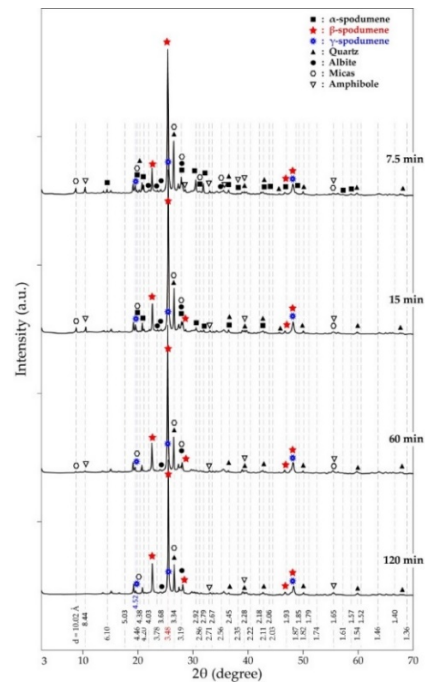 : α-spodumene
: β-spodumene
: γ-spodumene
: Quartz
: Albite
: Micas
: Amphibole
7.5 min
15 min
60 min
120 min
Intensity (a.u.)
d = 10.02 Å
8.44
6.10
5.03
4.52
4.46
4.38
4.20
4.03
3.78
3.68
3.48
3.34
3.19
2.92
2.86
2.79
2.71
2.67
2.56
2.45
2.35
2.28
2.22
2.18
2.11
2.06
2.03
1.93
1.87
1.85
1.82
1.79
1.74
1.65
1.61
1.57
1.54
1.52
1.46
1.40
1.36
3 10 20 30 40 50 60 70
2θ (degree)